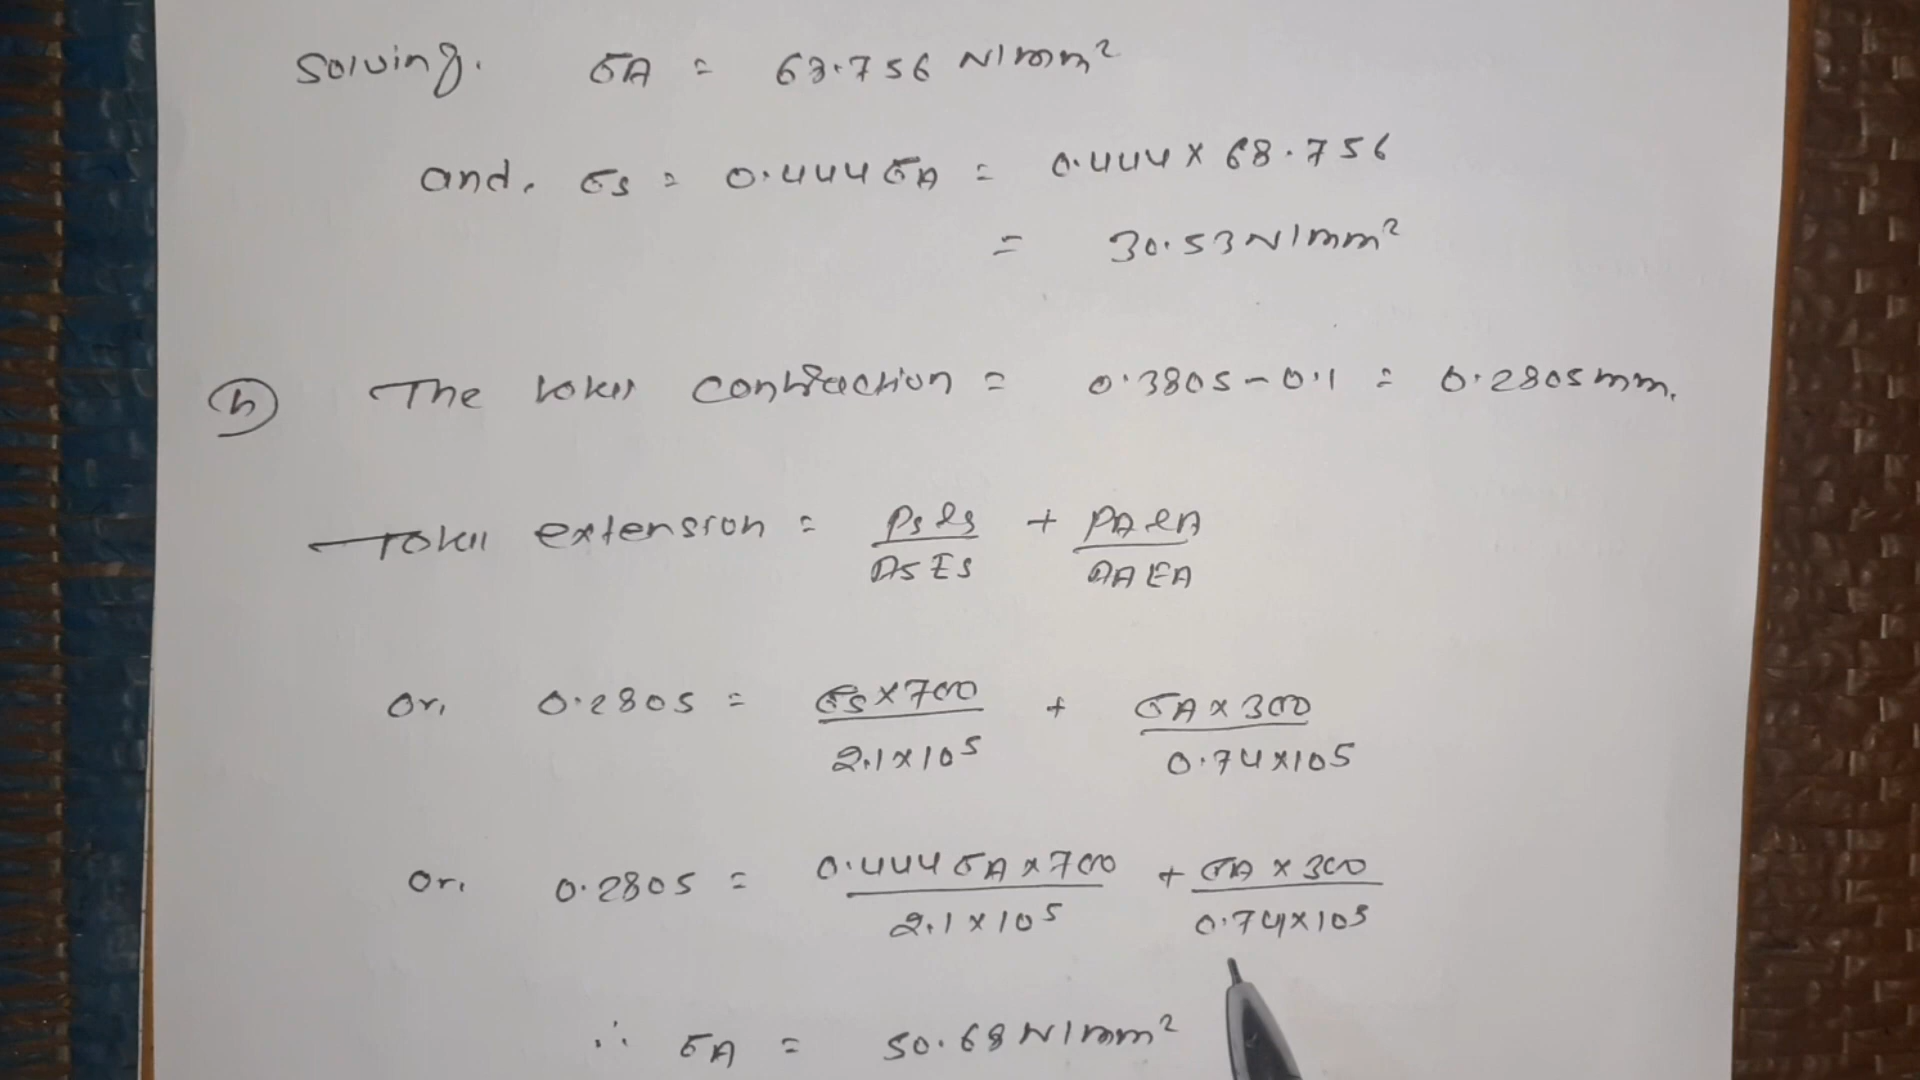 Solving. σA = 68.756 N/mm²
and, σs = 0.444 σA = 0.444 × 68.756
= 30.53 N/mm²
(b) The total contraction = 0.3805 - 0.1 = 0.2805 mm.
Total extension = Ps ls / As Es + PA lA / AA EA
Or, 0.2805 = σs × 700 / 2.1 × 10⁵ + σA × 300 / 0.74 × 10⁵
Or, 0.2805 = 0.444 σA × 700 / 2.1 × 10⁵ + σA × 300 / 0.74 × 10⁵
∴ σA = 50.68 N/mm²